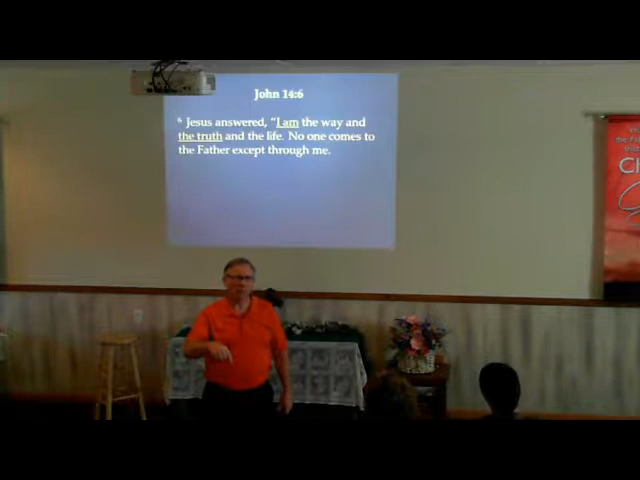 John 14:6
6 Jesus answered, “I am the way and
the truth and the life. No one comes to
the Father except through me.